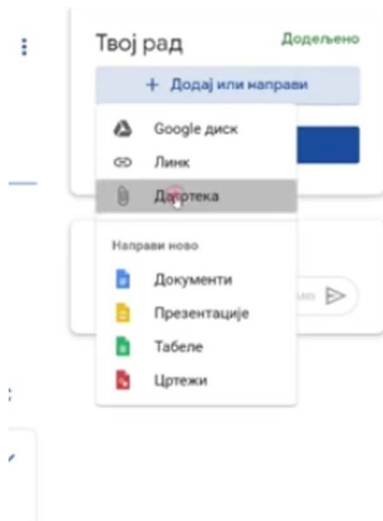 Твој рад
Додељено
+ Додај или направи
Google диск
Линк
Датотека
Направи ново
Документи
Презентације
Табеле
Цртежи